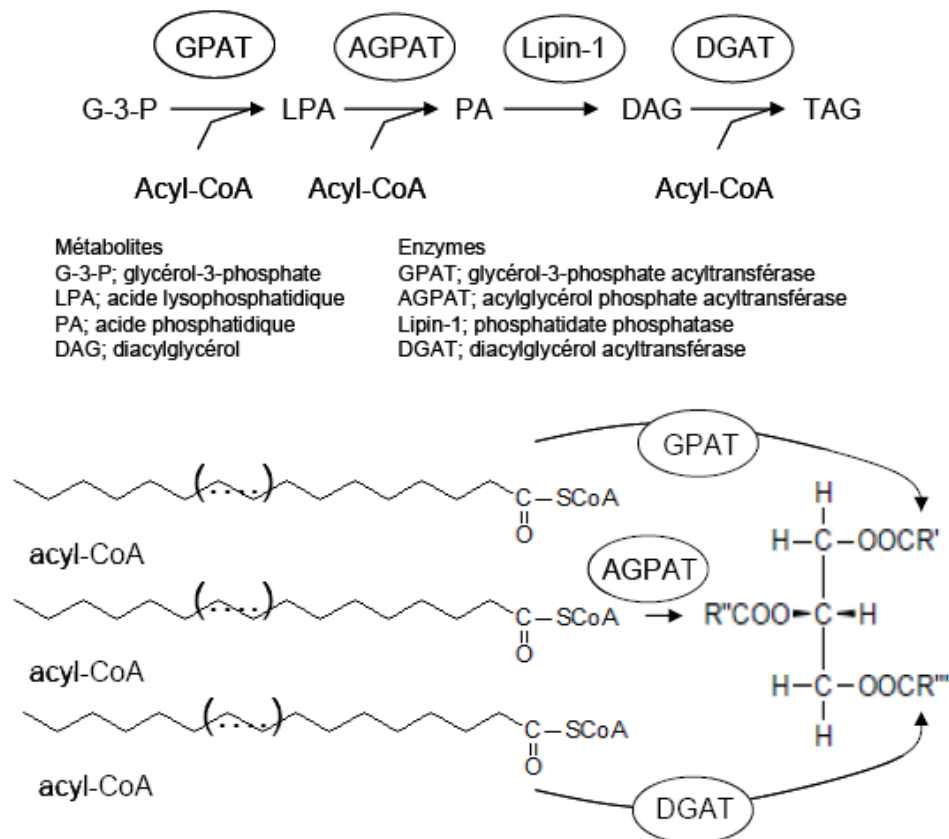 GPAT AGPAT Lipin-1 DGAT
G-3-P LPA PA DAG TAG
Acyl-CoA Acyl-CoA Acyl-CoA
Métabolites
G-3-P; glycérol-3-phosphate
LPA; acide lysophosphatidique
PA; acide phosphatidique
DAG; diacylglycérol
Enzymes
GPAT; glycérol-3-phosphate acyltransférase
AGPAT; acylglycérol phosphate acyltransférase
Lipin-1; phosphatidate phosphatase
DGAT; diacylglycérol acyltransférase
GPAT
(....)
C-SCoA
O
acyl-CoA
AGPAT
(....)
C-SCoA
O
acyl-CoA
(....)
C-SCoA
O
acyl-CoA
DGAT
H
H-C-OOCR'
R"COO-C-H
H-C-OOCR'''
H